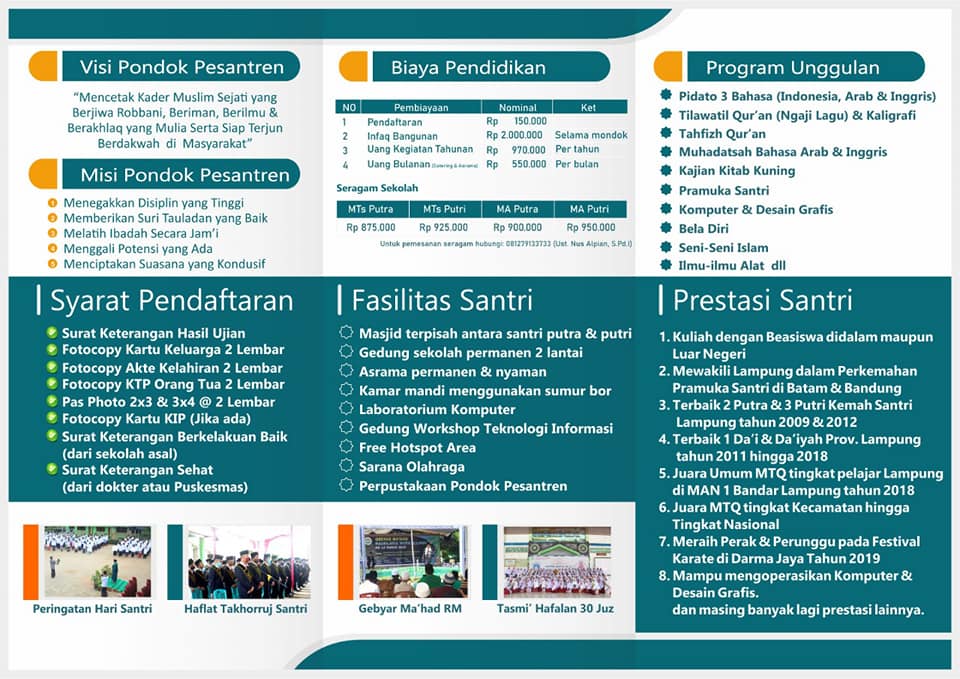 Visi Pondok Pesantren
“Mencetak Kader Muslim Sejati yang
Berjiwa Robbani, Beriman, Berilmu &
Berakhlaq yang Mulia Serta Siap Terjun
Berdakwah di Masyarakat”
Misi Pondok Pesantren
1 Menegakkan Disiplin yang Tinggi
2 Memberikan Suri Tauladan yang Baik
3 Melatih Ibadah Secara Jam’i
4 Menggali Potensi yang Ada
5 Menciptakan Suasana yang Kondusif
Biaya Pendidikan
NO Pembiayaan Nominal Ket
1 Pendaftaran Rp 150.000
2 Infaq Bangunan Rp 2.000.000 Selama mondok
3 Uang Kegiatan Tahunan Rp 970.000 Per tahun
4 Uang Bulanan (Catering & Asrama) Rp 550.000 Per bulan
Seragam Sekolah
MTs Putra MTs Putri MA Putra MA Putri
Rp 875.000 Rp 925.000 Rp 900.000 Rp 950.000
Untuk pemesanan seragam hubungi: 081279133733 (Ust. Nus Alpian, S.Pd.I)
Program Unggulan
Pidato 3 Bahasa (Indonesia, Arab & Inggris)
Tilawatil Qur’an (Ngaji Lagu) & Kaligrafi
Tahfizh Qur’an
Muhadatsah Bahasa Arab & Inggris
Kajian Kitab Kuning
Pramuka Santri
Komputer & Desain Grafis
Bela Diri
Seni-Seni Islam
Ilmu-ilmu Alat dll
Syarat Pendaftaran
Surat Keterangan Hasil Ujian
Fotocopy Kartu Keluarga 2 Lembar
Fotocopy Akte Kelahiran 2 Lembar
Fotocopy KTP Orang Tua 2 Lembar
Pas Photo 2x3 & 3x4 @ 2 Lembar
Fotocopy Kartu KIP (Jika ada)
Surat Keterangan Berkelakuan Baik
(dari sekolah asal)
Surat Keterangan Sehat
(dari dokter atau Puskesmas)
Fasilitas Santri
Masjid terpisah antara santri putra & putri
Gedung sekolah permanen 2 lantai
Asrama permanen & nyaman
Kamar mandi menggunakan sumur bor
Laboratorium Komputer
Gedung Workshop Teknologi Informasi
Free Hotspot Area
Sarana Olahraga
Perpustakaan Pondok Pesantren
Prestasi Santri
1. Kuliah dengan Beasiswa didalam maupun
Luar Negeri
2. Mewakili Lampung dalam Perkemahan
Pramuka Santri di Batam & Bandung
3. Terbaik 2 Putra & 3 Putri Kemah Santri
Lampung tahun 2009 & 2012
4. Terbaik 1 Da’i & Da’iyah Prov. Lampung
tahun 2011 hingga 2018
5. Juara Umum MTQ tingkat pelajar Lampung
di MAN 1 Bandar Lampung tahun 2018
6. Juara MTQ tingkat Kecamatan hingga
Tingkat Nasional
7. Meraih Perak & Perunggu pada Festival
Karate di Darma Jaya Tahun 2019
8. Mampu mengoperasikan Komputer &
Desain Grafis.
dan masing banyak lagi prestasi lainnya.
Peringatan Hari Santri
Haflat Takhorruj Santri
Gebyar Ma’had RM
Tasmi’ Hafalan 30 Juz